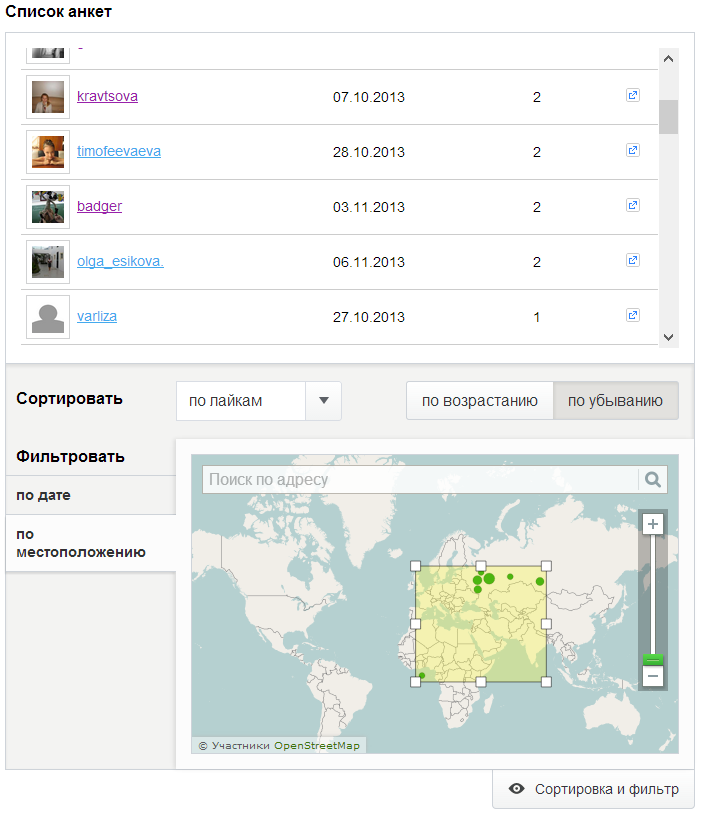 Список анкет
kravtsova 07.10.2013 2
timofeevaeva 28.10.2013 2
badger 03.11.2013 2
olga_esikova. 06.11.2013 2
varliza 27.10.2013 1
Сортировать по лайкам по возрастанию по убыванию
Фильтровать
по дате
по
местоположению
Поиск по адресу
© Участники OpenStreetMap
Сортировка и фильтр